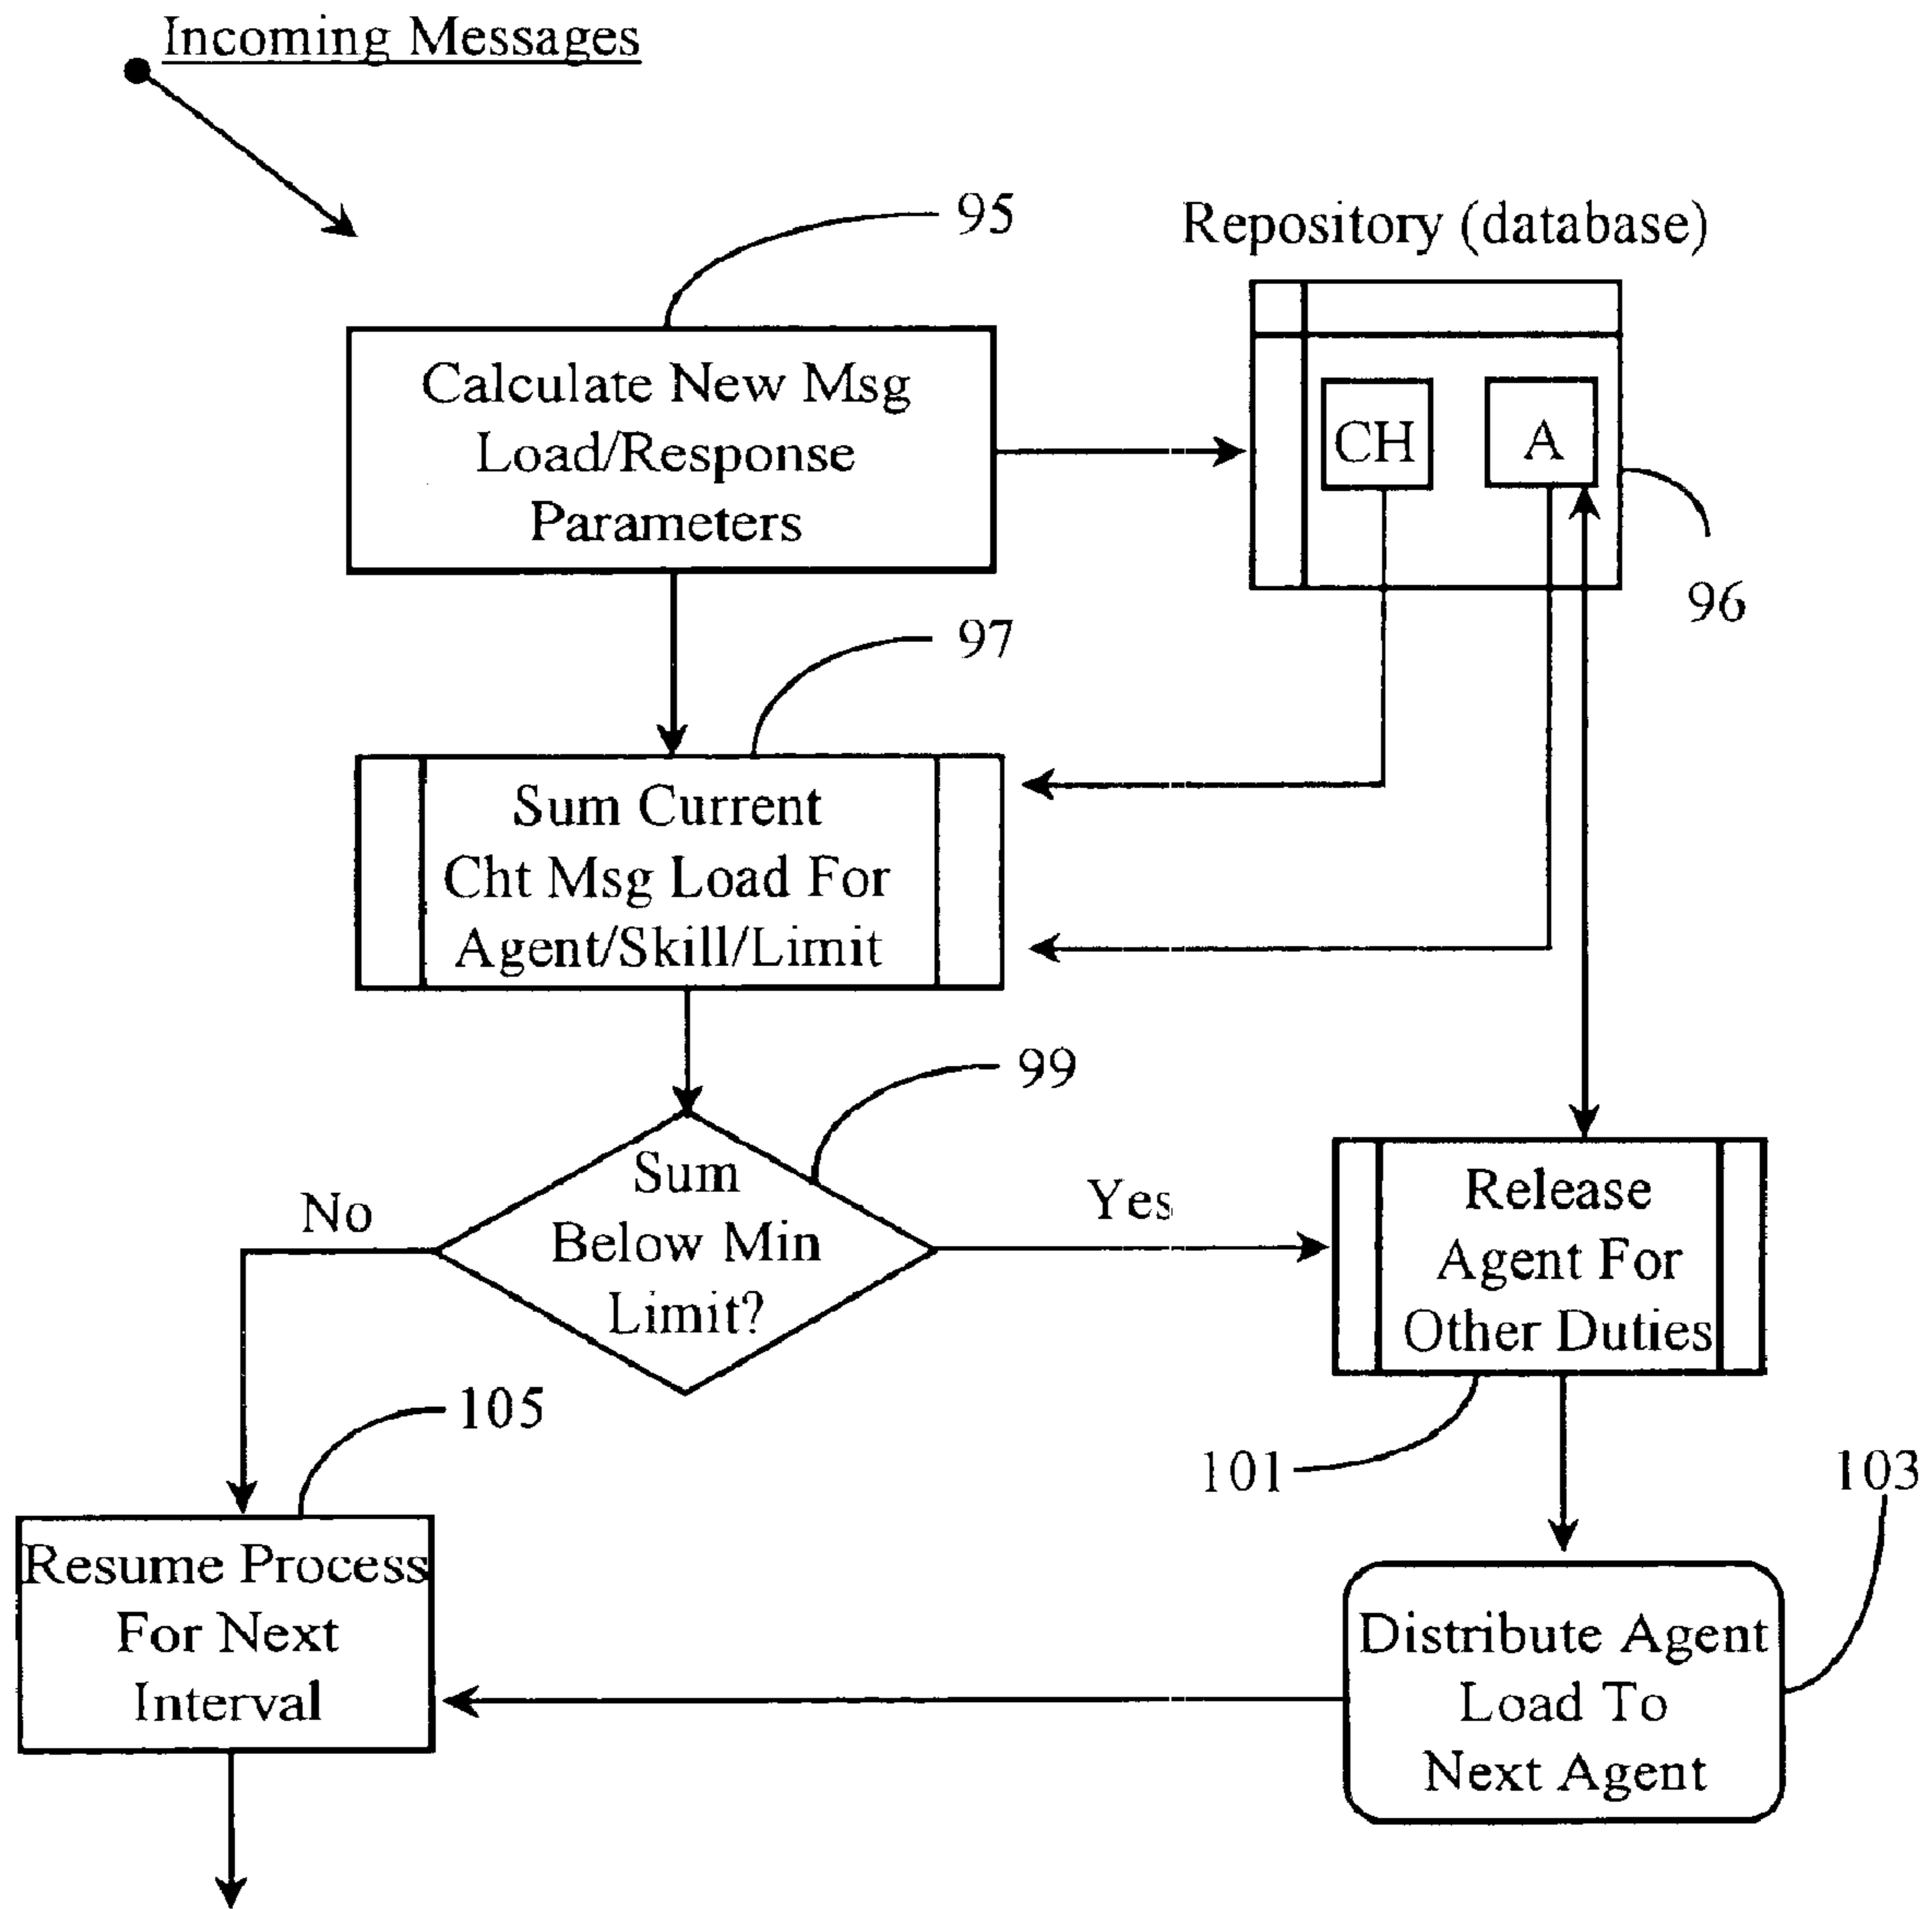 Incoming Messages
95
Repository (database)
Calculate New Msg
Load/Response
Parameters
CH
A
96
97
Sum Current
Cht Msg Load For
Agent/Skill/Limit
99
Sum
Below Min
Limit?
No
Yes
Release
Agent For
Other Duties
105
101
103
Resume Process
For Next
Interval
Distribute Agent
Load To
Next Agent